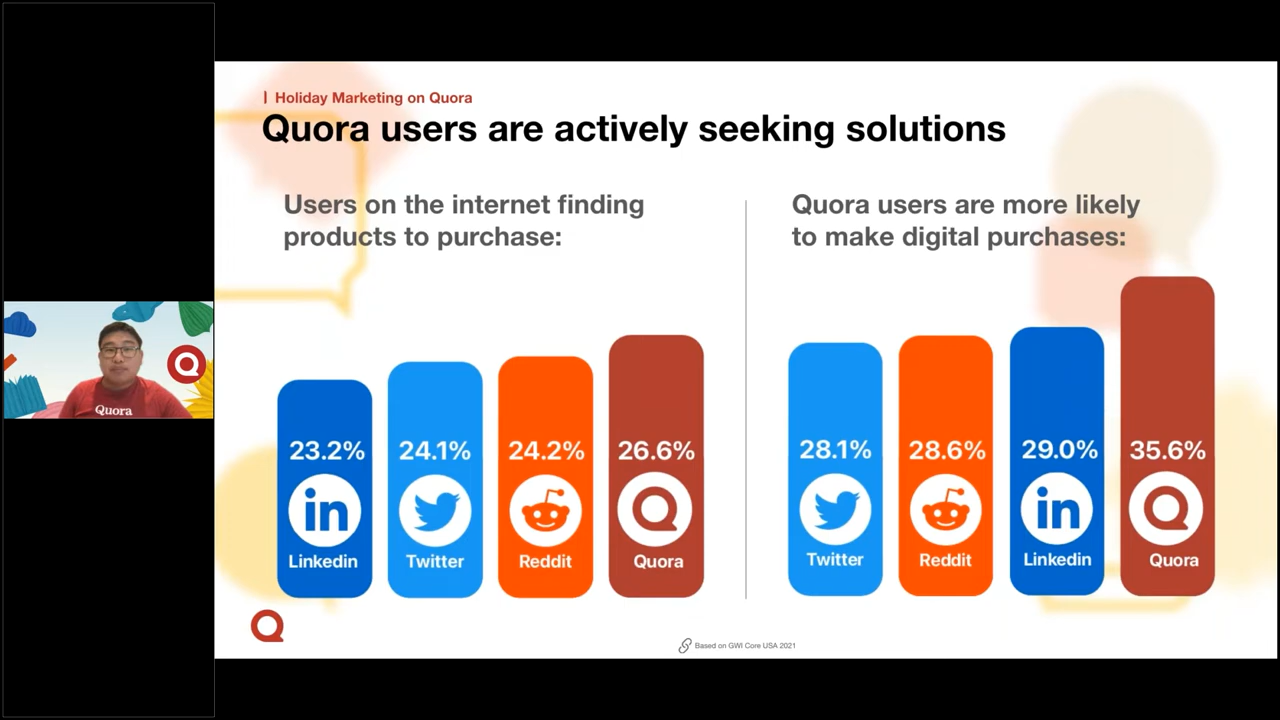 Holiday Marketing on Quora
Quora users are actively seeking solutions
Users on the internet finding
products to purchase:
23.2%
in
Linkedin
24.1%
Twitter
24.2%
Reddit
26.6%
Quora
Quora users are more likely
to make digital purchases:
28.1%
Twitter
28.6%
Reddit
29.0%
in
Linkedin
35.6%
Quora
Based on GWI Core USA 2021
Quora